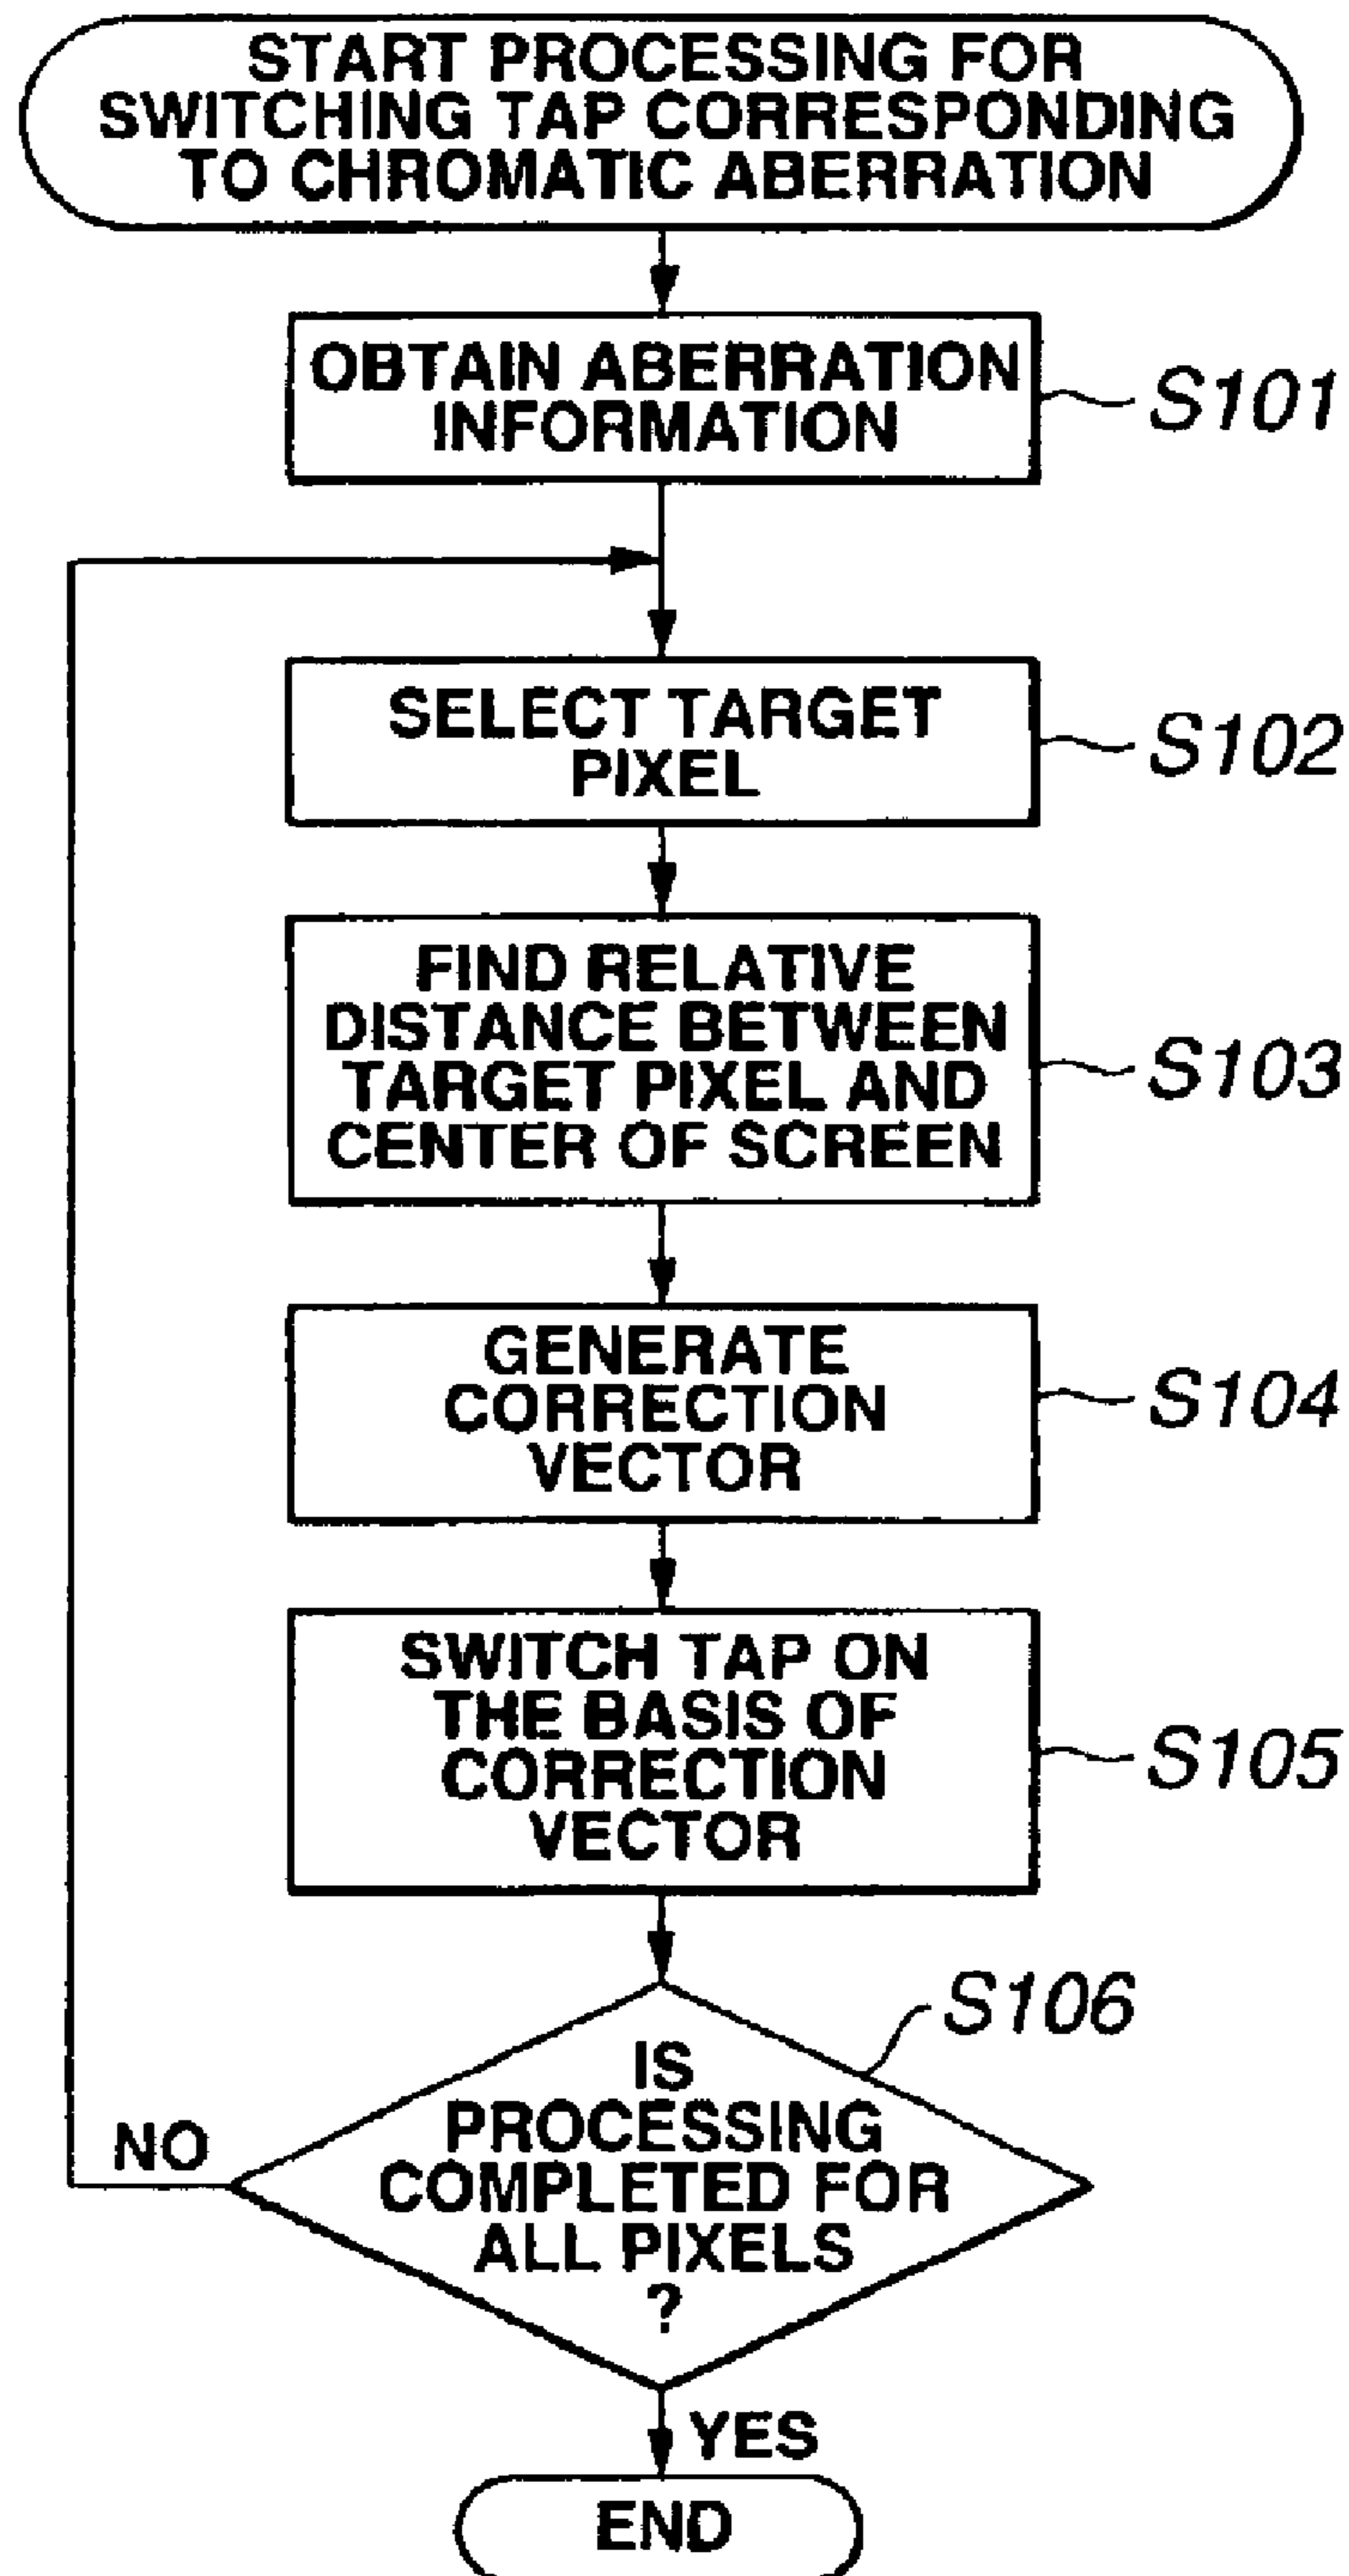 START PROCESSING FOR
SWITCHING TAP CORRESPONDING
TO CHROMATIC ABERRATION
OBTAIN ABERRATION
INFORMATION
S101
SELECT TARGET
PIXEL
S102
FIND RELATIVE
DISTANCE BETWEEN
TARGET PIXEL AND
CENTER OF SCREEN
S103
GENERATE
CORRECTION
VECTOR
S104
SWITCH TAP ON
THE BASIS OF
CORRECTION
VECTOR
S105
S106
IS
PROCESSING
COMPLETED FOR
ALL PIXELS
?
NO
YES
END